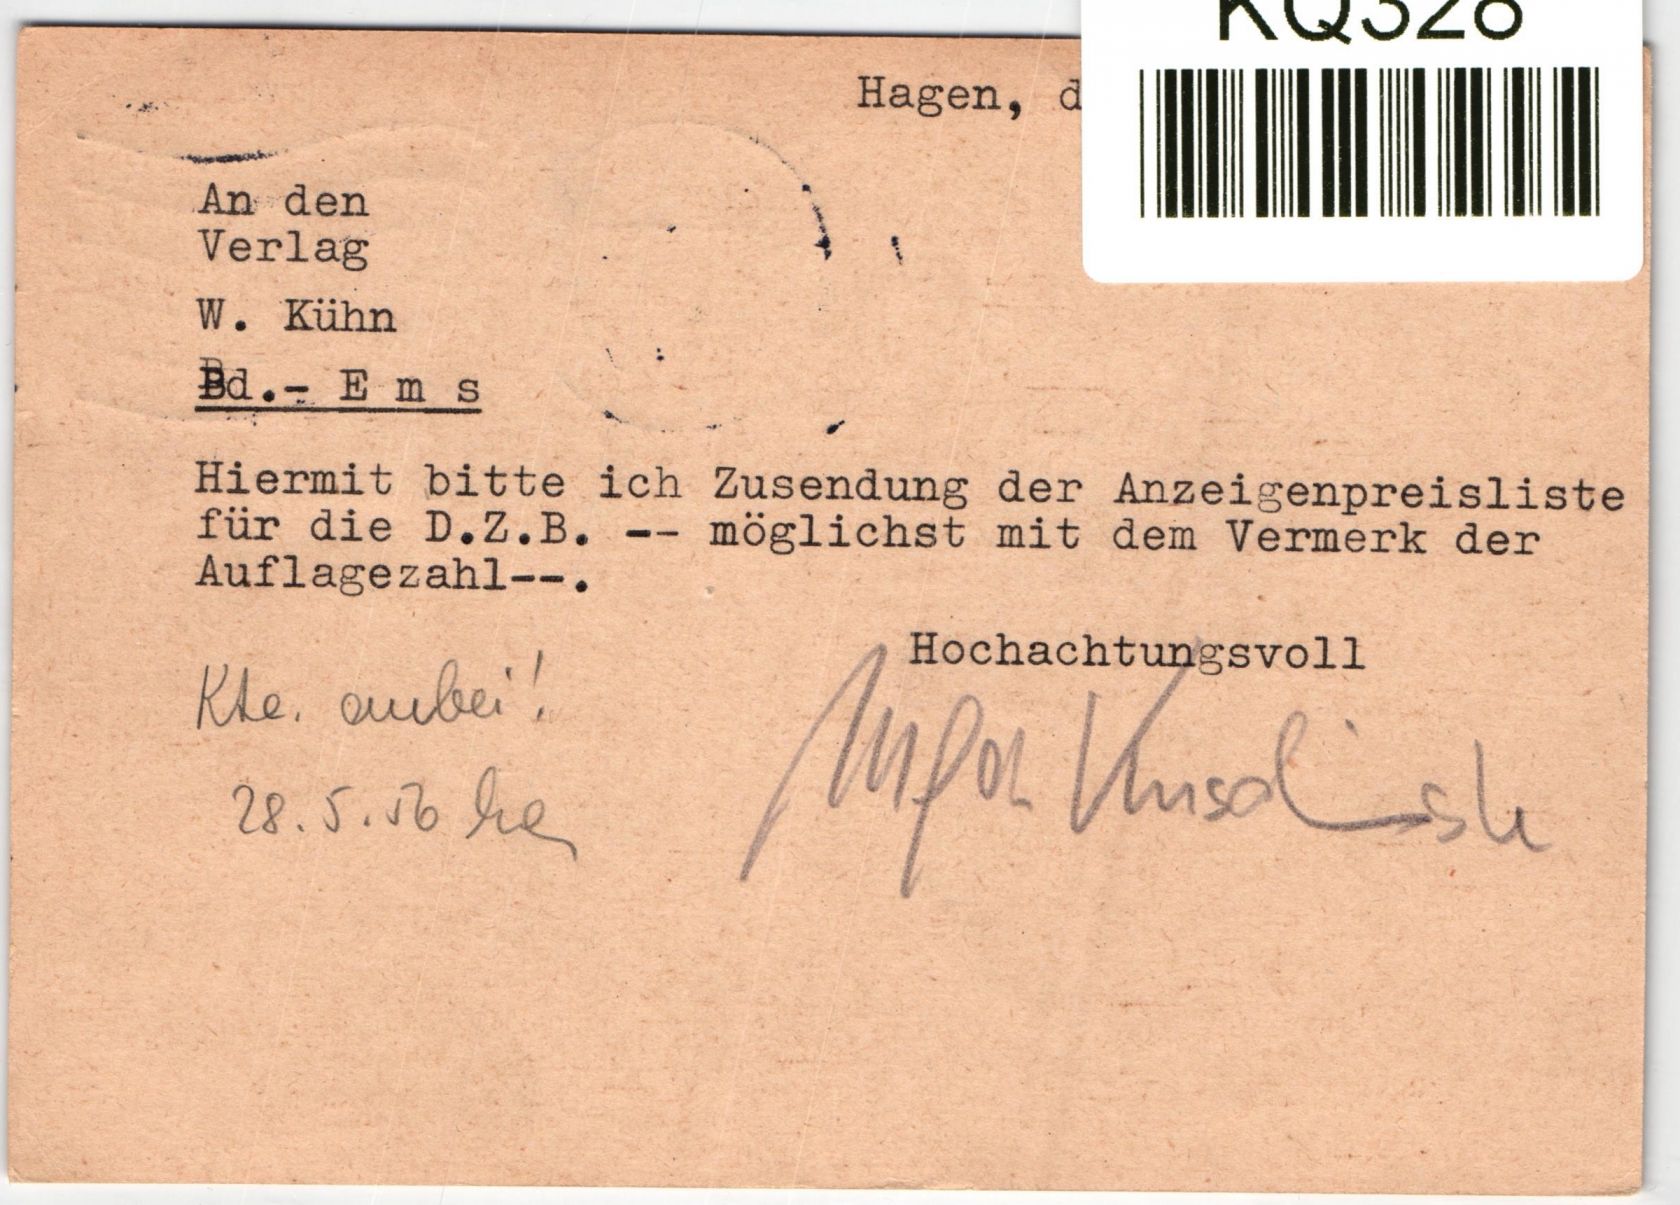 KQ328
Hagen, d
An den
Verlag
W. Kühn
Bd.- E m s
Hiermit bitte ich Zusendung der Anzeigenpreisliste
für die D.Z.B. -- möglichst mit dem Vermerk der
Auflagezahl--.
Hochachtungsvoll
Kte. anbei!
28.5.56